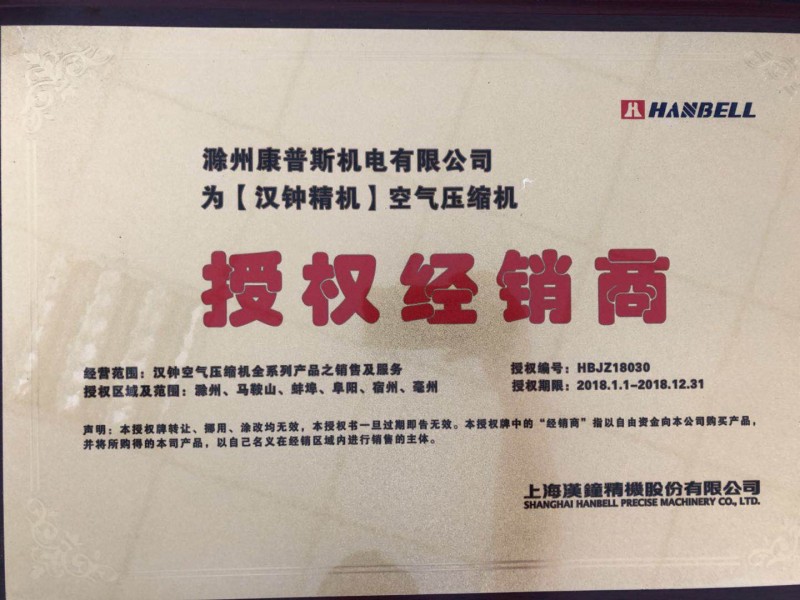 HANBELL
滁州康普斯机电有限公司
为【汉钟精机】空气压缩机
授权经销商
经营范围：汉钟空气压缩机全系列产品之销售及服务
授权编号：HBJZ18030
授权区域及范围：滁州、马鞍山、蚌埠、阜阳、宿州、亳州
授权期限：2018.1.1-2018.12.31
声明：本授权牌转让、挪用、涂改均无效，本授权书一旦过期即告无效。本授权牌中的“经销商”指以自由资金向本公司购买产品，
并将所购得的本司产品，以自己名义在经销区域内进行销售的主体。
上海漢鐘精機股份有限公司
SHANGHAI HANBELL PRECISE MACHINERY CO., LTD.